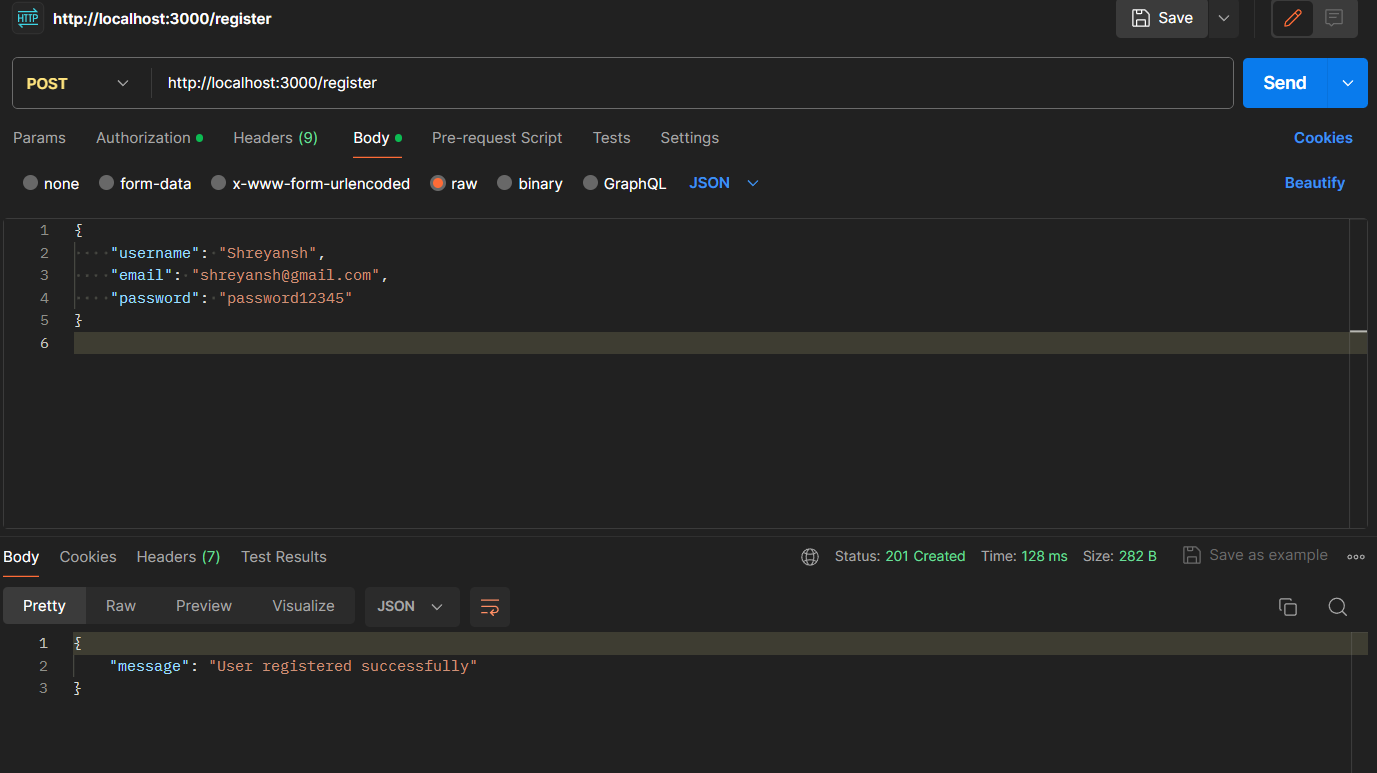 HTTP http://localhost:3000/register Save
POST http://localhost:3000/register Send
Params Authorization Headers (9) Body Pre-request Script Tests Settings Cookies
none form-data x-www-form-urlencoded raw binary GraphQL JSON Beautify
1 {
2 "username": "Shreyansh",
3 "email": "shreyansh@gmail.com",
4 "password": "password12345"
5 }
6
Body Cookies Headers (7) Test Results Status: 201 Created Time: 128 ms Size: 282 B Save as example
Pretty Raw Preview Visualize JSON
1 {
2 "message": "User registered successfully"
3 }